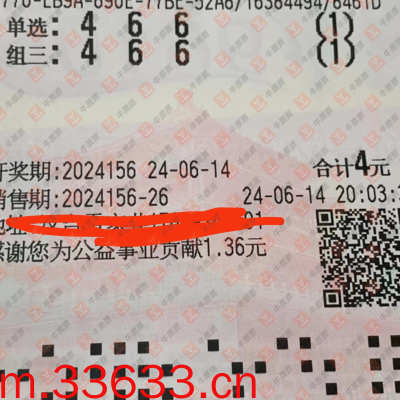 单选: 4 6 6 {1}
组三: 4 6 6 {1}
开奖期:2024156 24-06-14 合计4元
销售期:2024156-26 24-06-14 20:03:
感谢您为公益事业贡献1.36元
m.33633.cn